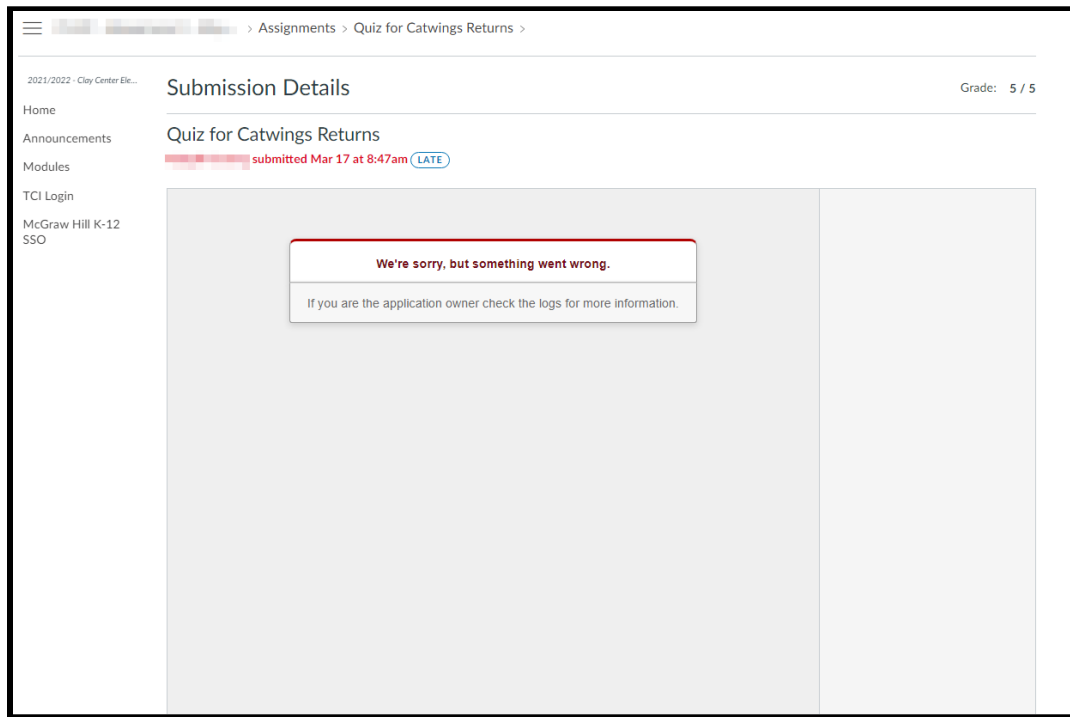 > Assignments > Quiz for Catwings Returns >
2021/2022 - Clay Center Ele...
Home
Announcements
Modules
TCI Login
McGraw Hill K-12
SSO
Submission Details
Grade: 5 / 5
Quiz for Catwings Returns
submitted Mar 17 at 8:47am LATE
We're sorry, but something went wrong.
If you are the application owner check the logs for more information.